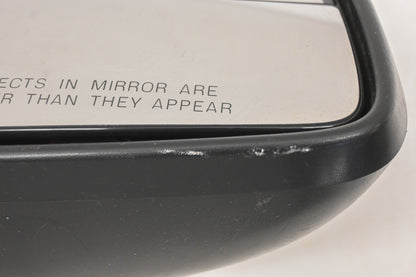 ECTS IN MIRROR ARE
R THAN THEY APPEAR